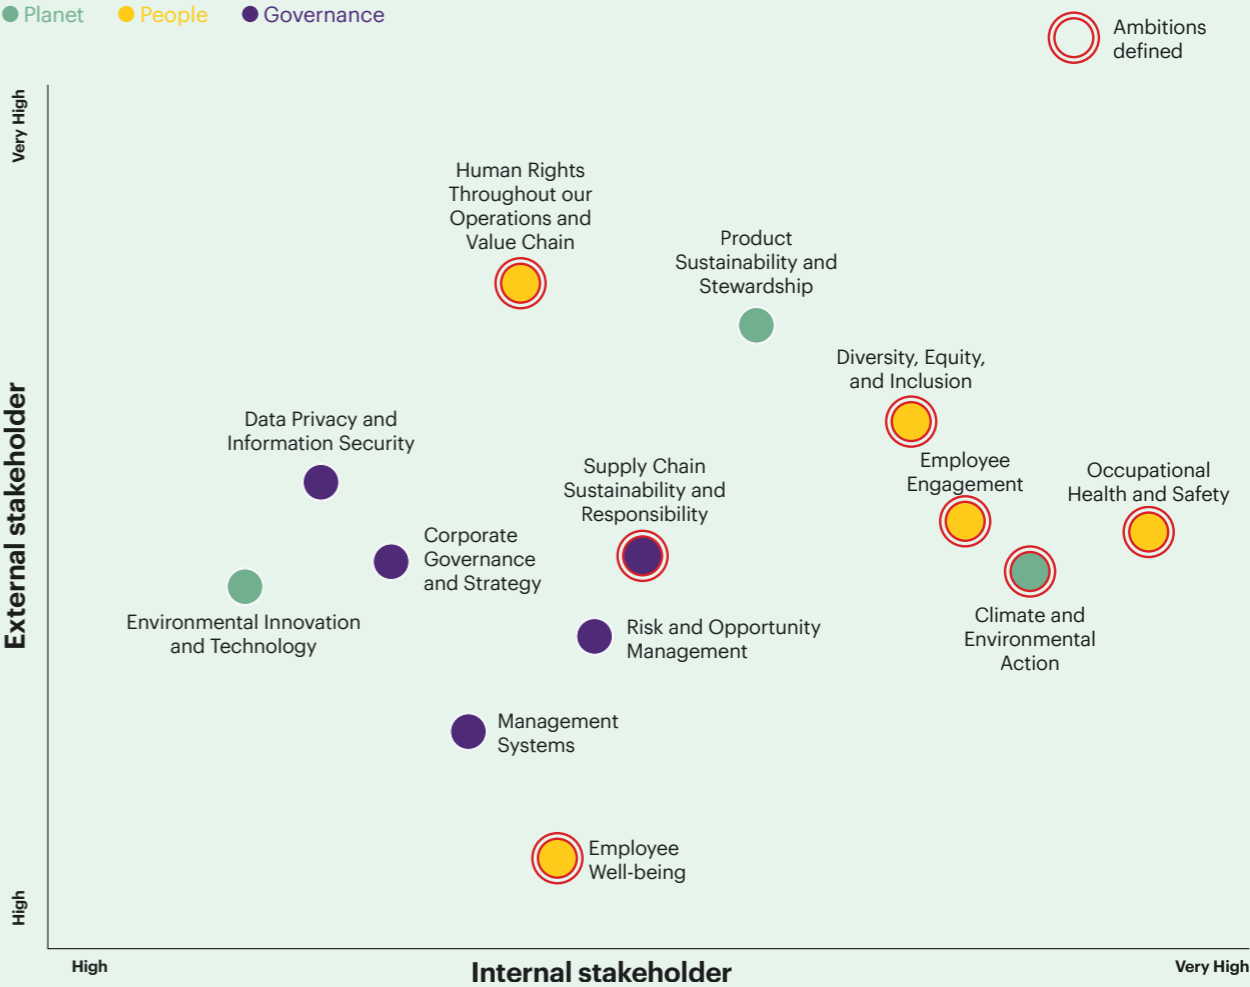 Planet
People
Governance
Ambitions
defined
Very High
Human Rights
Throughout our
Operations and
Value Chain
Product
Sustainability and
Stewardship
Diversity, Equity,
and Inclusion
Data Privacy and
Information Security
Employee
Engagement
Occupational
Health and Safety
Supply Chain
Sustainability and
Responsibility
Corporate
Governance
and Strategy
External stakeholder
Environmental Innovation
and Technology
Climate and
Environmental
Action
Risk and Opportunity
Management
Management
Systems
Employee
Well-being
High
High
Internal stakeholder
Very High